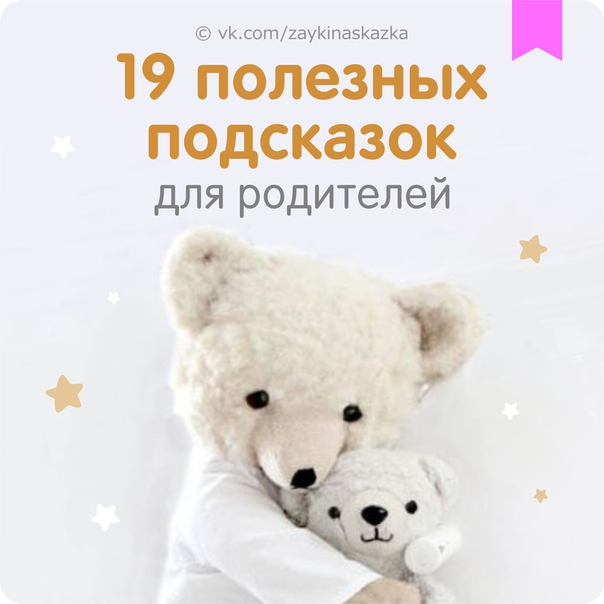 © vk.com/zaykinaskazka
19 полезных
подсказок
для родителей